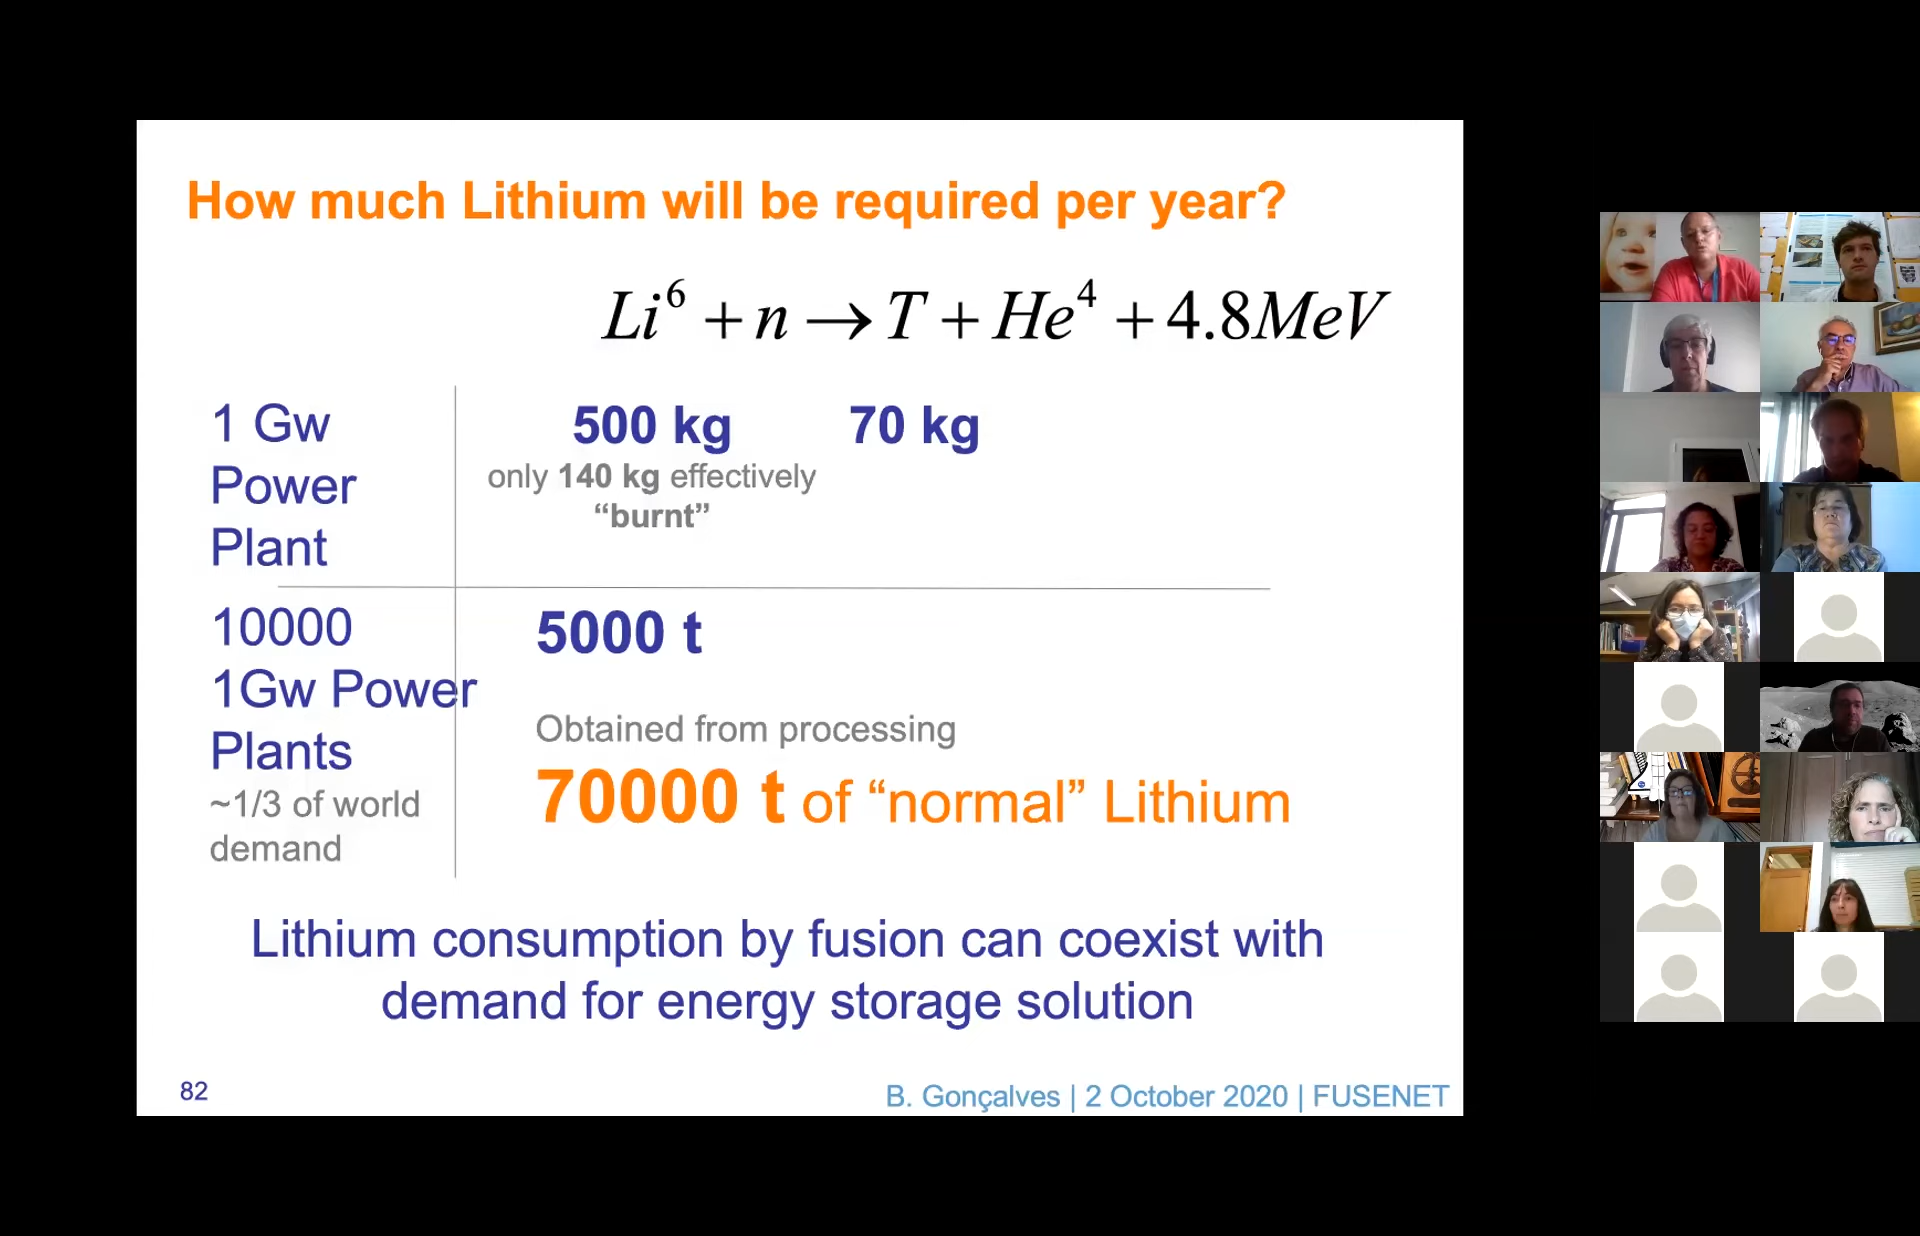 How much Lithium will be required per year?
Li⁶ + n → T + He⁴ + 4.8MeV
1 Gw
Power
Plant
500 kg
only 140 kg effectively
“burnt”
70 kg
10000
1Gw Power
Plants
~1/3 of world
demand
5000 t
Obtained from processing
70000 t of “normal” Lithium
Lithium consumption by fusion can coexist with
demand for energy storage solution
82
B. Gonçalves | 2 October 2020 | FUSENET